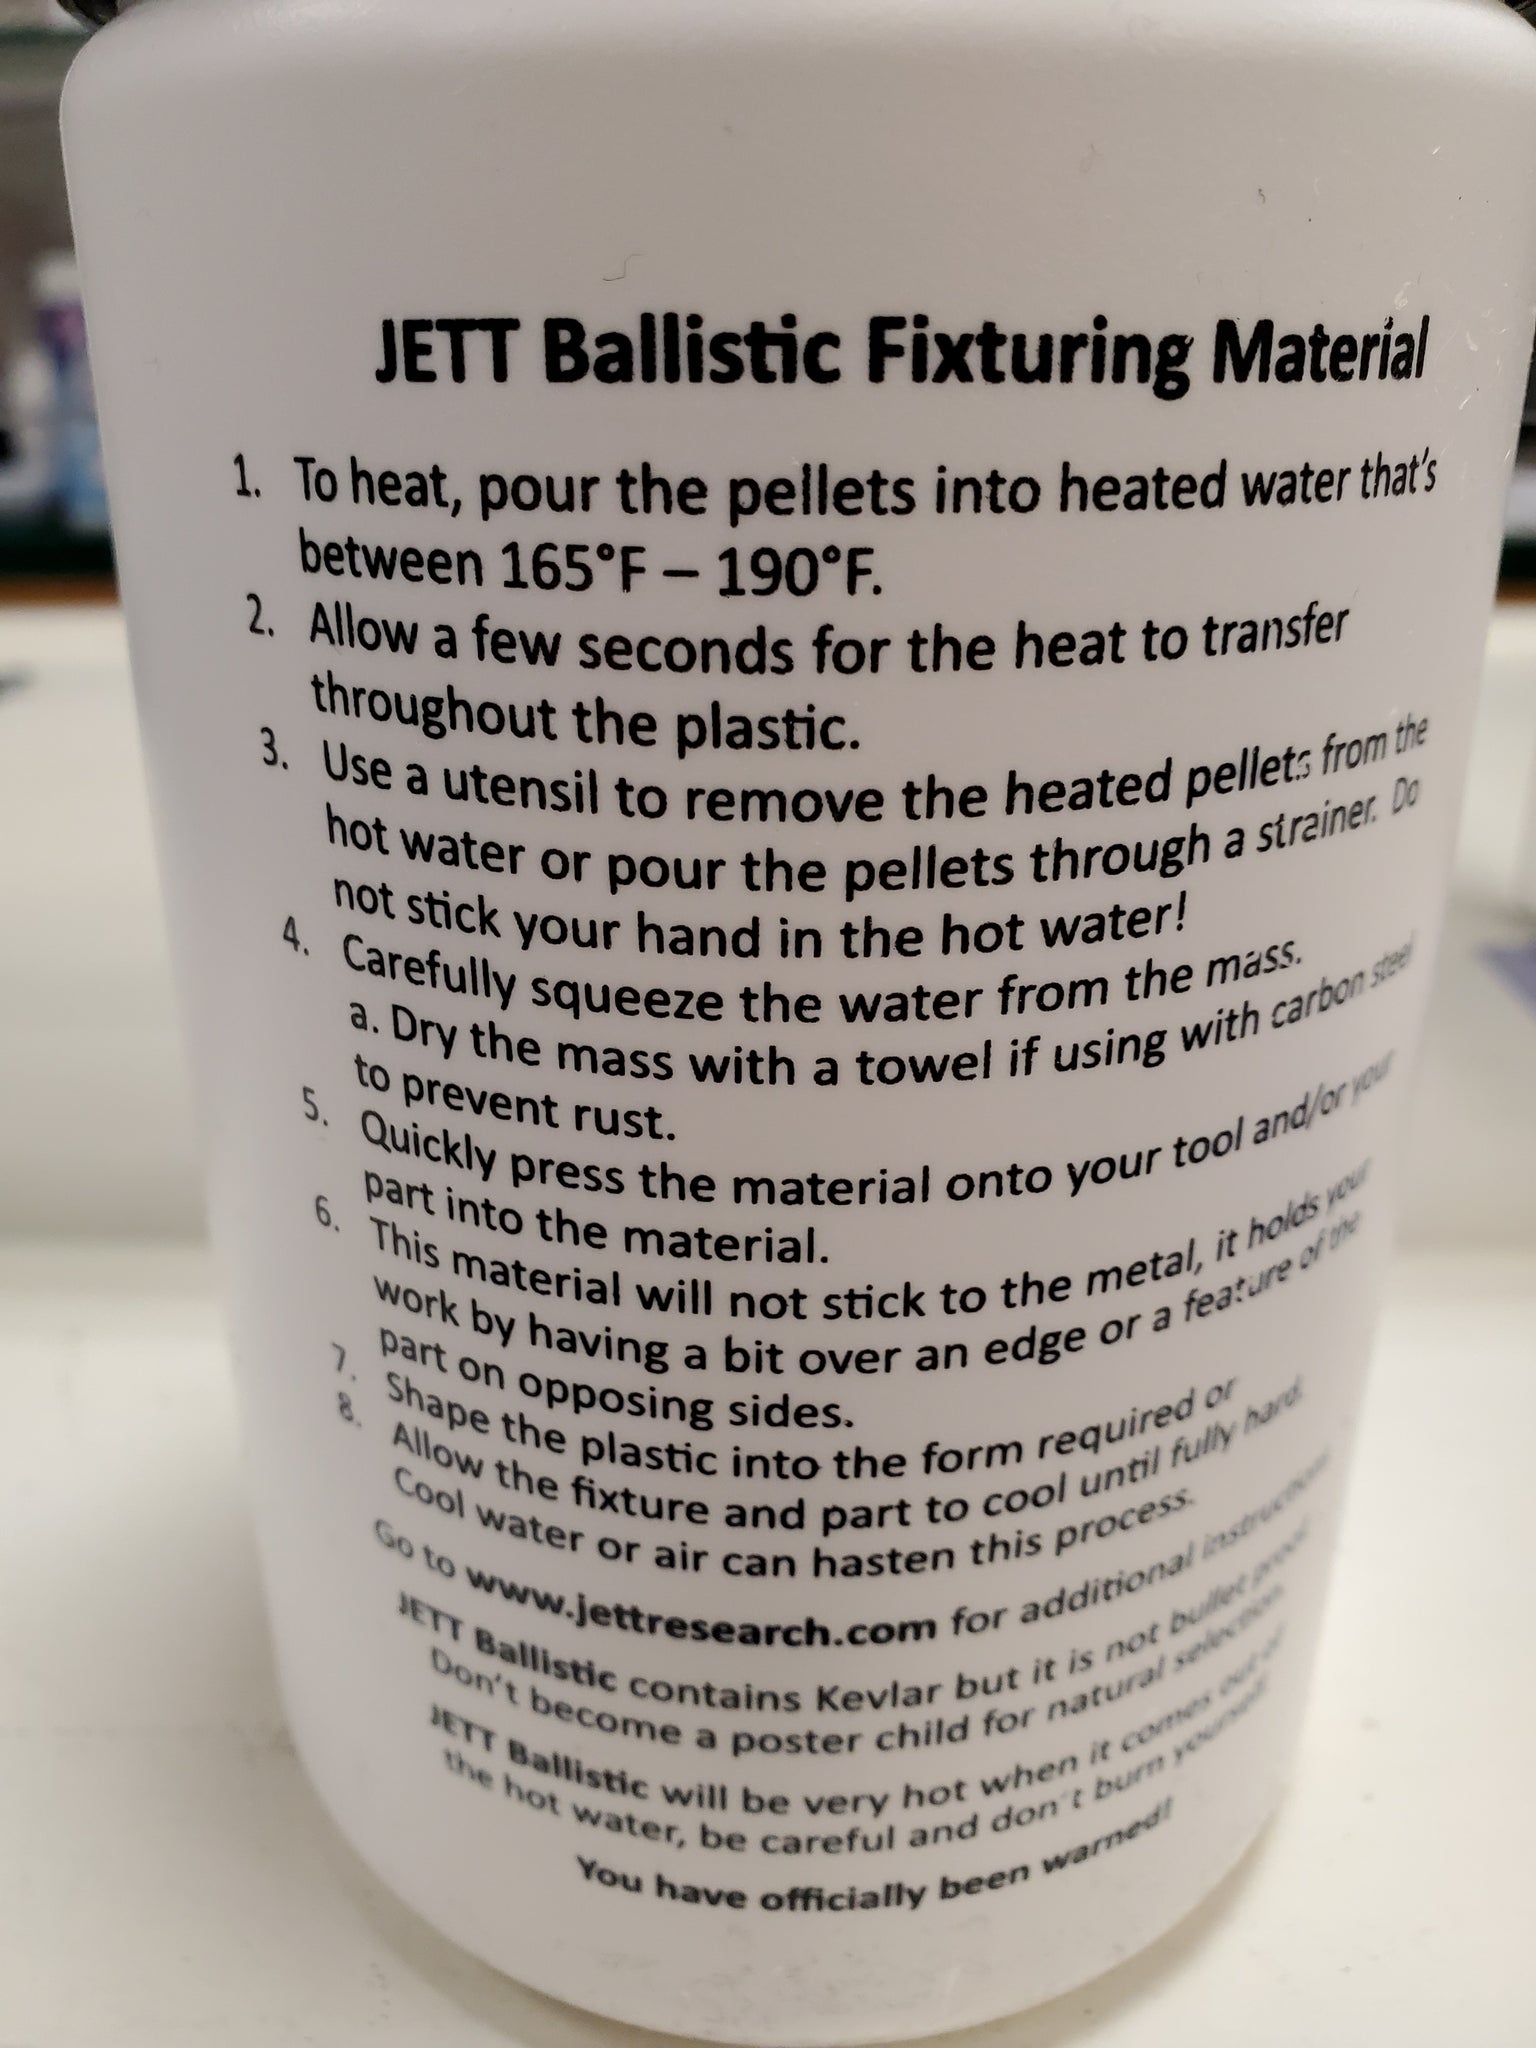 JETT Ballistic Fixturing Material
1. To heat, pour the pellets into heated water that's
between 165°F – 190°F.
2. Allow a few seconds for the heat to transfer
throughout the plastic.
3. Use a utensil to remove the heated pellets from the
hot water or pour the pellets through a strainer. Do
not stick your hand in the hot water!
4. Carefully squeeze the water from the mass.
a. Dry the mass with a towel if using with carbon steel
to prevent rust.
5. Quickly press the material onto your tool and/or your
part into the material.
6. This material will not stick to the metal, it holds your
work by having a bit over an edge or a feature of the
part on opposing sides.
7. Shape the plastic into the form required or
8. Allow the fixture and part to cool until fully hard.
Cool water or air can hasten this process.
Go to www.jettresearch.com for additional instructions
JETT Ballistic contains Kevlar but it is not bullet proof.
Don't become a poster child for natural selection.
JETT Ballistic will be very hot when it comes out of
the hot water, be careful and don't burn yourself.
You have officially been warned!